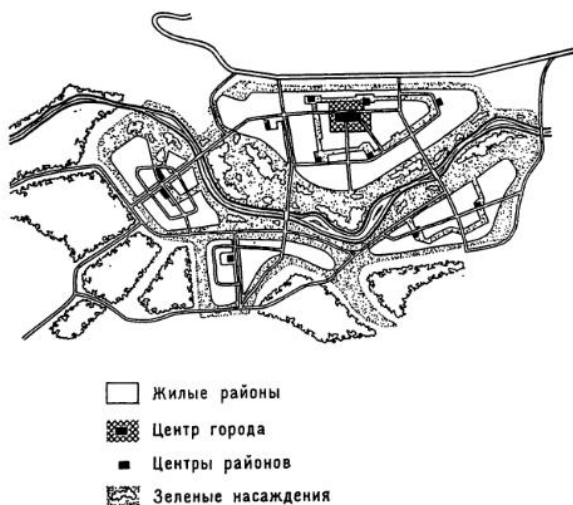 Жилые районы
Центр города
Центры районов
Зеленые насаждения